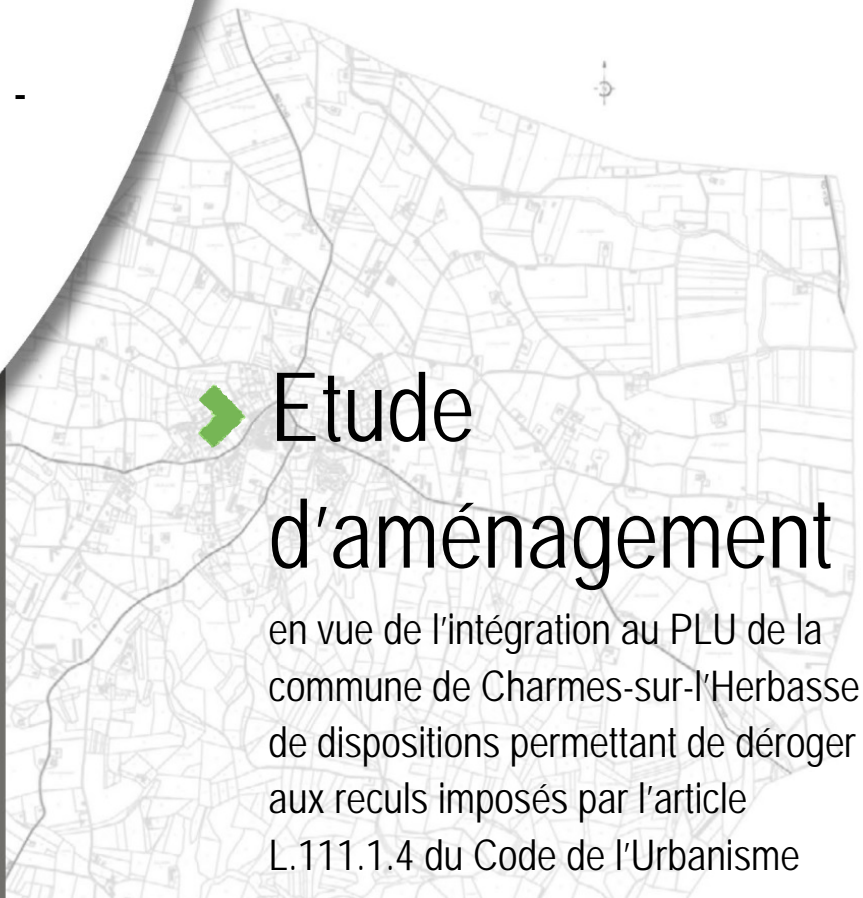 -
Etude
d'aménagement
en vue de l'intégration au PLU de la
commune de Charmes-sur-l'Herbasse
de dispositions permettant de déroger
aux reculs imposés par l'article
L.111.1.4 du Code de l'Urbanisme